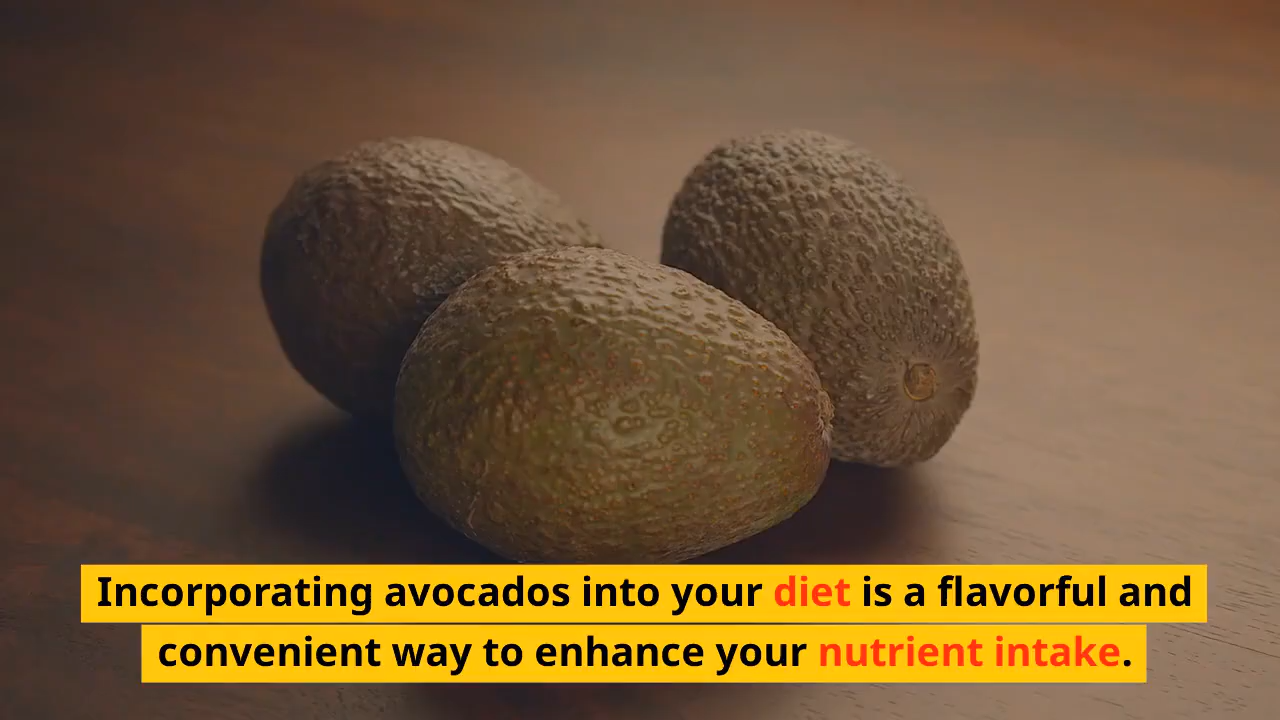 Incorporating avocados into your diet is a flavorful and
convenient way to enhance your nutrient intake.